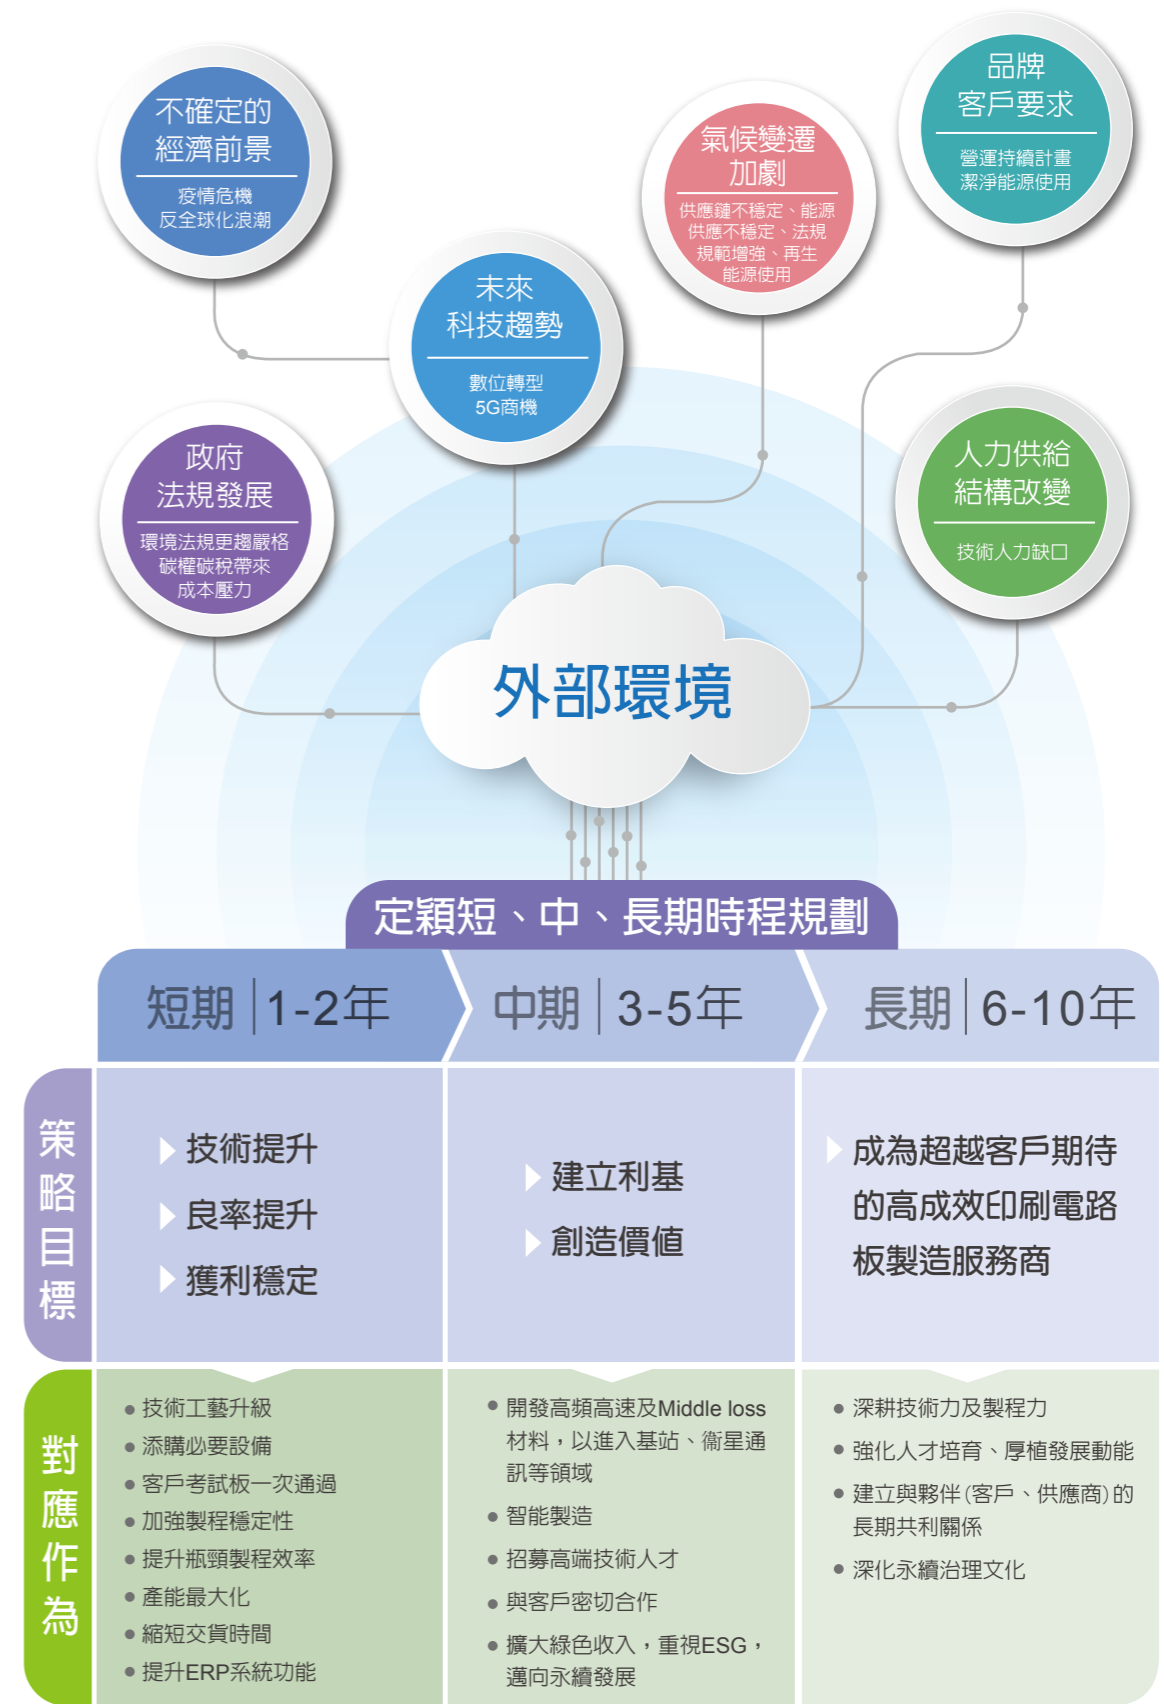 不確定的
經濟前景
疫情危機
反全球化浪潮
未來
科技趨勢
數位轉型
5G商機
氣候變遷
加劇
供應鏈不穩定、能源
供應不穩定、法規
規範增強、再生
能源使用
品牌
客戶要求
營運持續計畫
潔淨能源使用
政府
法規發展
環境法規更趨嚴格
碳權碳稅帶來
成本壓力
人力供給
結構改變
技術人力缺口
外部環境
定穎短、中、長期時程規劃
短期 | 1-2年
中期 | 3-5年
長期 | 6-10年
策略目標
技術提升
良率提升
獲利穩定
建立利基
創造價值
成為超越客戶期待
的高成效印刷電路
板製造服務商
對應作為
• 技術工藝升級
• 添購必要設備
• 客戶考試板一次通過
• 加強製程穩定性
• 提升瓶頸製程效率
• 產能最大化
• 縮短交貨時間
• 提升ERP系統功能
• 開發高頻高速及Middle loss
材料，以進入基站、衛星通
訊等領域
• 智能製造
• 招募高端技術人才
• 與客戶密切合作
• 擴大綠色收入，重視ESG，
邁向永續發展
• 深耕技術力及製程力
• 強化人才培育、厚植發展動能
• 建立與夥伴(客戶、供應商)的
長期共利關係
• 深化永續治理文化